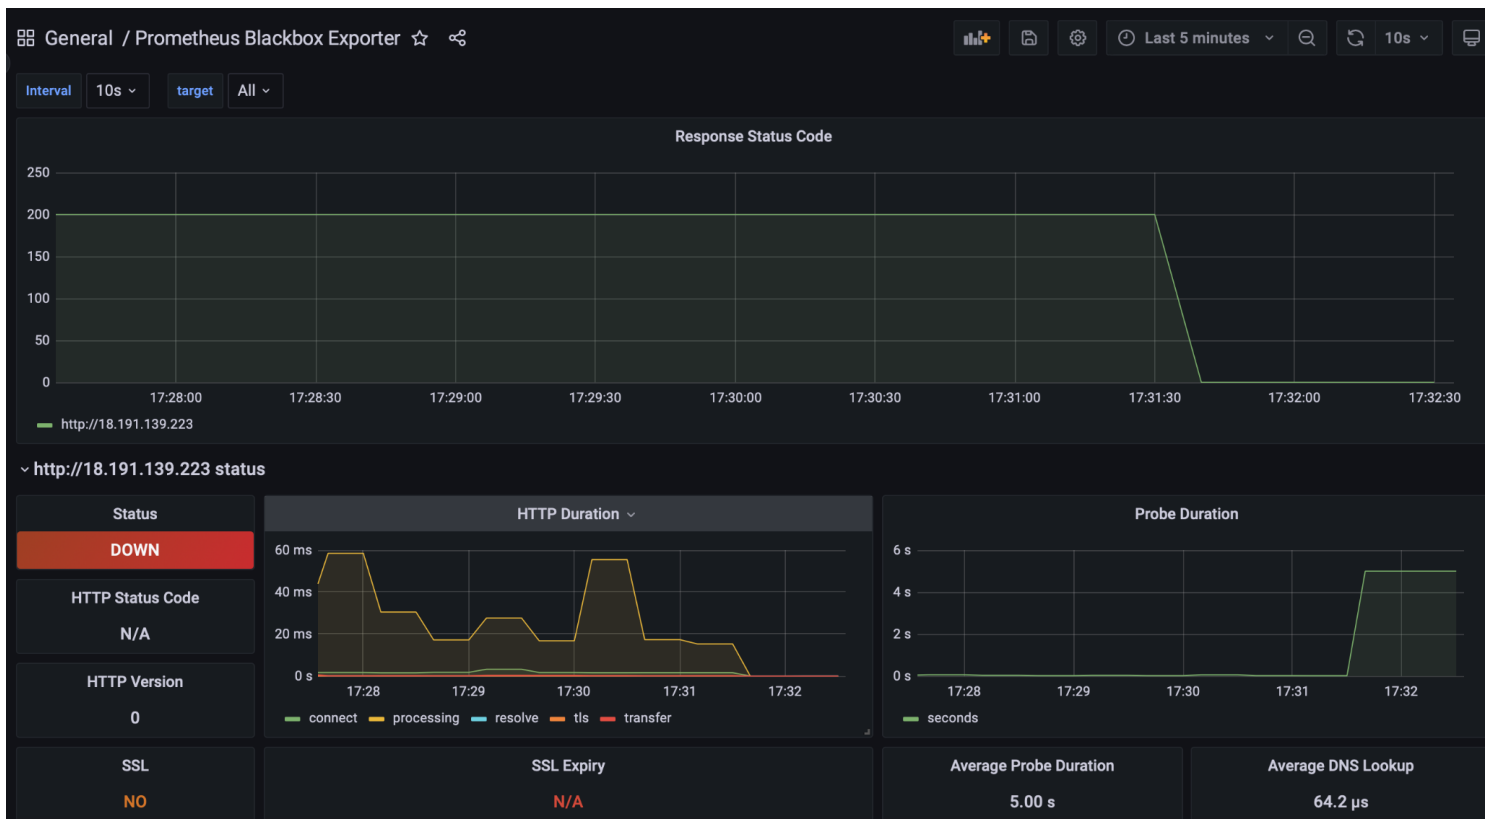 General / Prometheus Blackbox Exporter
Last 5 minutes
10s
Interval
10s
target
All
Response Status Code
250
200
150
100
50
0
17:28:00 17:28:30 17:29:00 17:29:30 17:30:00 17:30:30 17:31:00 17:31:30 17:32:00 17:32:30
http://18.191.139.223
http://18.191.139.223 status
Status
DOWN
HTTP Status Code
N/A
HTTP Version
0
SSL
NO
HTTP Duration
60 ms
40 ms
20 ms
0 s
17:28 17:29 17:30 17:31 17:32
connect processing resolve tls transfer
SSL Expiry
N/A
Probe Duration
6 s
4 s
2 s
0 s
17:28 17:29 17:30 17:31 17:32
seconds
Average Probe Duration
5.00 s
Average DNS Lookup
64.2 µs